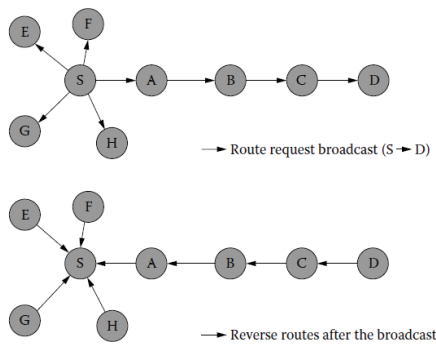 F
E
S
A
B
C
D
G
H
Route request broadcast (S → D)
F
E
S
A
B
C
D
G
H
Reverse routes after the broadcast